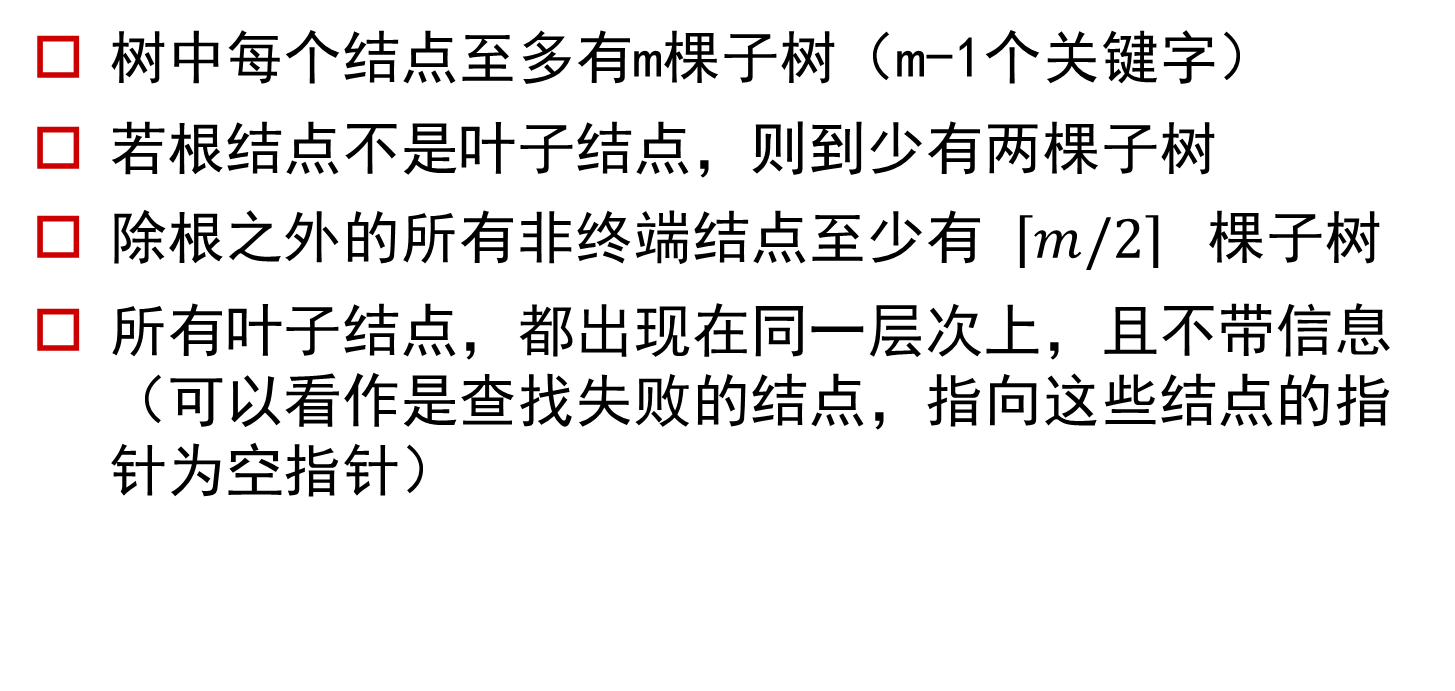 树中每个结点至多有m棵子树（m-1个关键字）
若根结点不是叶子结点，则到少有两棵子树
除根之外的所有非终端结点至少有 ⌈m/2⌉ 棵子树
所有叶子结点，都出现在同一层次上，且不带信息
（可以看作是查找失败的结点，指向这些结点的指
针为空指针）